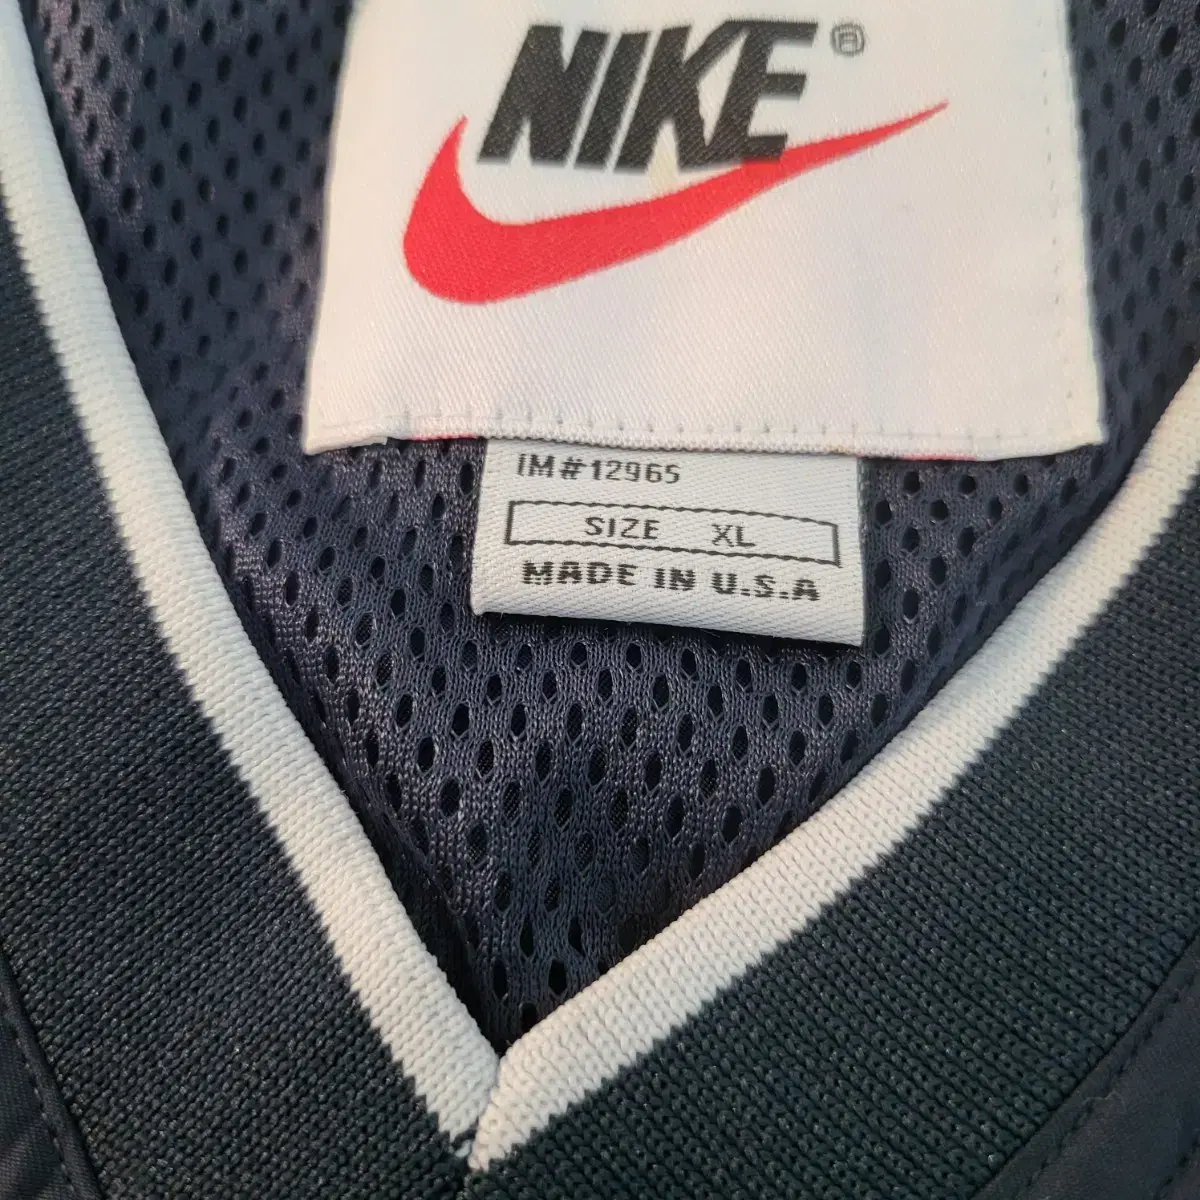 NIKE®
IM#12965
SIZE XL
MADE IN U.S.A